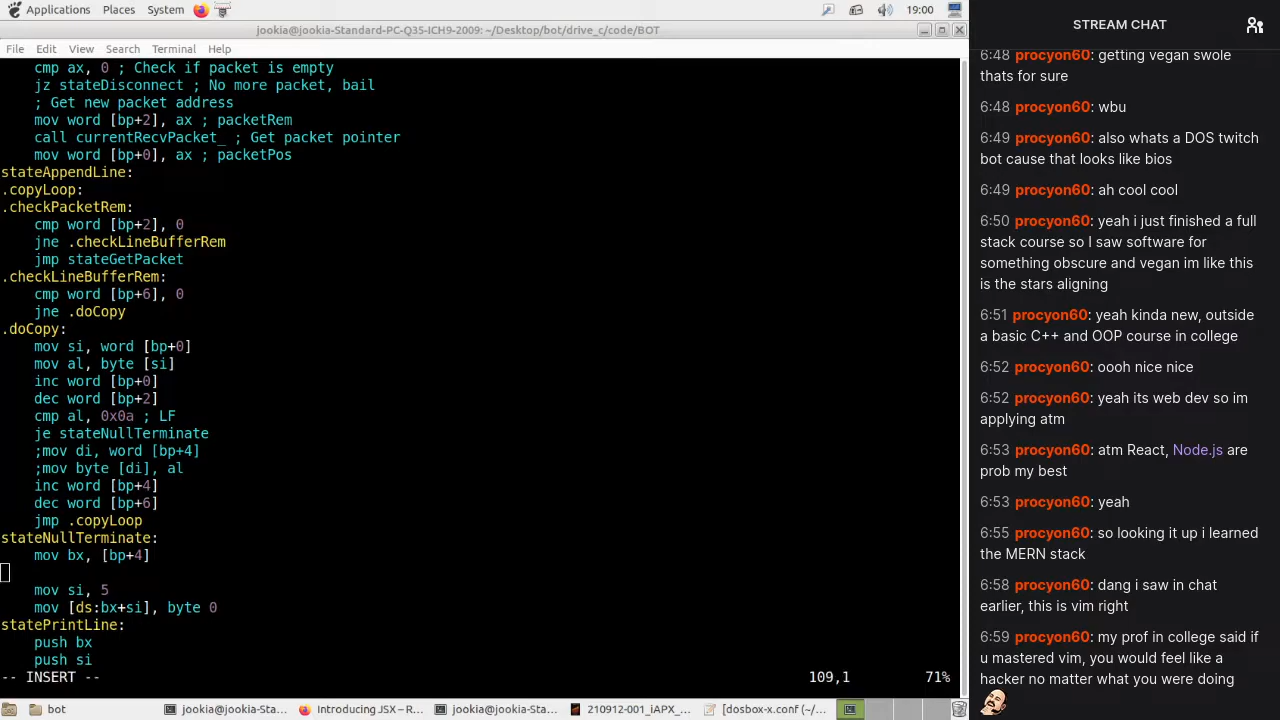 Applications Places System 19:00
jookia@jookia-Standard-PC-Q35-ICH9-2009: ~/Desktop/bot/drive_c/code/BOT
File Edit View Search Terminal Help
cmp ax, 0 ; Check if packet is empty
jz stateDisconnect ; No more packet, bail
; Get new packet address
mov word [bp+2], ax ; packetRem
call currentRecvPacket_ ; Get packet pointer
mov word [bp+0], ax ; packetPos
stateAppendLine:
.copyLoop:
.checkPacketRem:
cmp word [bp+2], 0
jne .checkLineBufferRem
jmp stateGetPacket
.checkLineBufferRem:
cmp word [bp+6], 0
jne .doCopy
.doCopy:
mov si, word [bp+0]
mov al, byte [si]
inc word [bp+0]
dec word [bp+2]
cmp al, 0x0a ; LF
je stateNullTerminate
;mov di, word [bp+4]
;mov byte [di], al
inc word [bp+4]
dec word [bp+6]
jmp .copyLoop
stateNullTerminate:
mov bx, [bp+4]
mov si, 5
mov [ds:bx+si], byte 0
statePrintLine:
push bx
push si
-- INSERT -- 109,1 71%
bot jookia@jookia-Sta... Introducing JSX – R... jookia@jookia-Sta... 210912-001_iAPX_... [dosbox-x.conf (~/...
STREAM CHAT
6:48 procyon60: getting vegan swole
thats for sure
6:48 procyon60: wbu
6:49 procyon60: also whats a DOS twitch
bot cause that looks like bios
6:49 procyon60: ah cool cool
6:50 procyon60: yeah i just finished a full
stack course so I saw software for
something obscure and vegan im like this
is the stars aligning
6:51 procyon60: yeah kinda new, outside
a basic C++ and OOP course in college
6:52 procyon60: oooh nice nice
6:52 procyon60: yeah its web dev so im
applying atm
6:53 procyon60: atm React, Node.js are
prob my best
6:53 procyon60: yeah
6:55 procyon60: so looking it up i learned
the MERN stack
6:58 procyon60: dang i saw in chat
earlier, this is vim right
6:59 procyon60: my prof in college said if
u mastered vim, you would feel like a
hacker no matter what you were doing